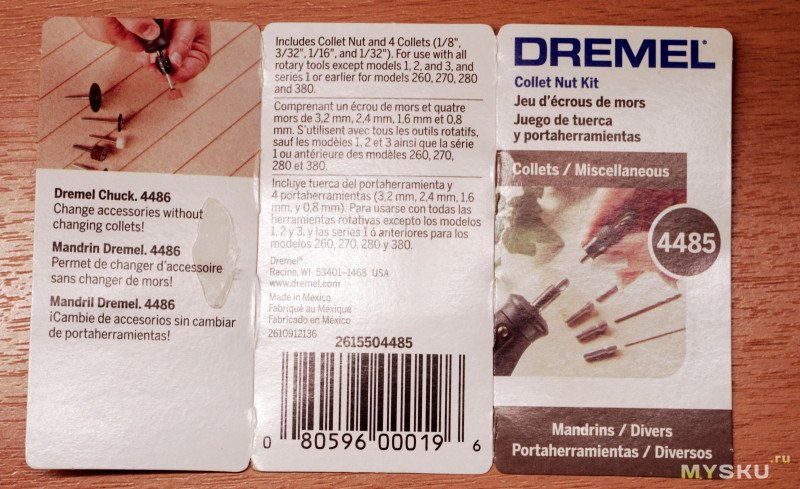 Dremel Chuck. 4486
Change accessories without
changing collets!
Mandrin Dremel. 4486
Permet de changer d'accessoire
sans changer de mors!
Mandril Dremel. 4486
¡Cambie de accesorios sin cambiar
de portaherramientas!
Includes Collet Nut and 4 Collets (1/8",
3/32", 1/16", and 1/32"). For use with all
rotary tools except models 1, 2, and 3, and
series 1 or earlier for models 260, 270, 280
and 380.
Comprenant un écrou de mors et quatre
mors de 3,2 mm, 2,4 mm, 1,6 mm et 0,8
mm. S'utilisent avec tous les outils rotatifs,
sauf les modèles 1, 2 et 3 ainsi que la série
1 ou antérieure des modèles 260, 270,
280 et 380.
Incluye tuerca del portaherramienta y
4 portaherramientas (3,2 mm, 2,4 mm, 1,6
mm, y 0,8 mm). Para usarse con todas las
herramientas rotativas excepto los modelos
1, 2 y 3, y las series 1 ó anteriores para los
modelos 260, 270, 280 y 380.
Dremel®
Racine, WI 53401-1468 USA
www.dremel.com
Made in Mexico
Fabriqué au Mexique
Fabricado en México
2610912136
2615504485
0 80596 00019 6
DREMEL®
Collet Nut Kit
Jeu d'écrous de mors
Juego de tuerca
y portaherramientas
Collets / Miscellaneous
4485
Mandrins / Divers
Portaherramientas / Diversos
MYSKU.ru